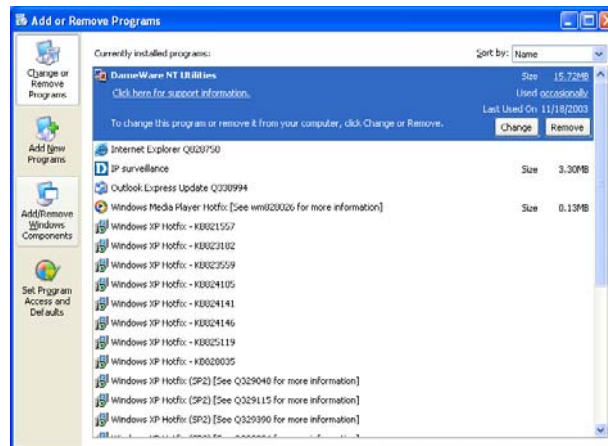 Add or Remove Programs
Change or
Remove
Programs
Add New
Programs
Add/Remove
Windows
Components
Set Program
Access and
Defaults
Currently installed programs:
Sort by: Name
DameWare NT Utilities Size 15.72MB
Click here for support information. Used occasionally
Last Used On 11/18/2003
To change this program or remove it from your computer, click Change or Remove. Change Remove
Internet Explorer Q828750
IP surveillance Size 3.30MB
Outlook Express Update Q330994
Windows Media Player Hotfix [See wm828026 for more information] Size 0.13MB
Windows XP Hotfix - KB821557
Windows XP Hotfix - KB823182
Windows XP Hotfix - KB823559
Windows XP Hotfix - KB824105
Windows XP Hotfix - KB824141
Windows XP Hotfix - KB824146
Windows XP Hotfix - KB825119
Windows XP Hotfix - KB828035
Windows XP Hotfix (SP2) [See Q329048 for more information]
Windows XP Hotfix (SP2) [See Q329115 for more information]
Windows XP Hotfix (SP2) [See Q329390 for more information]